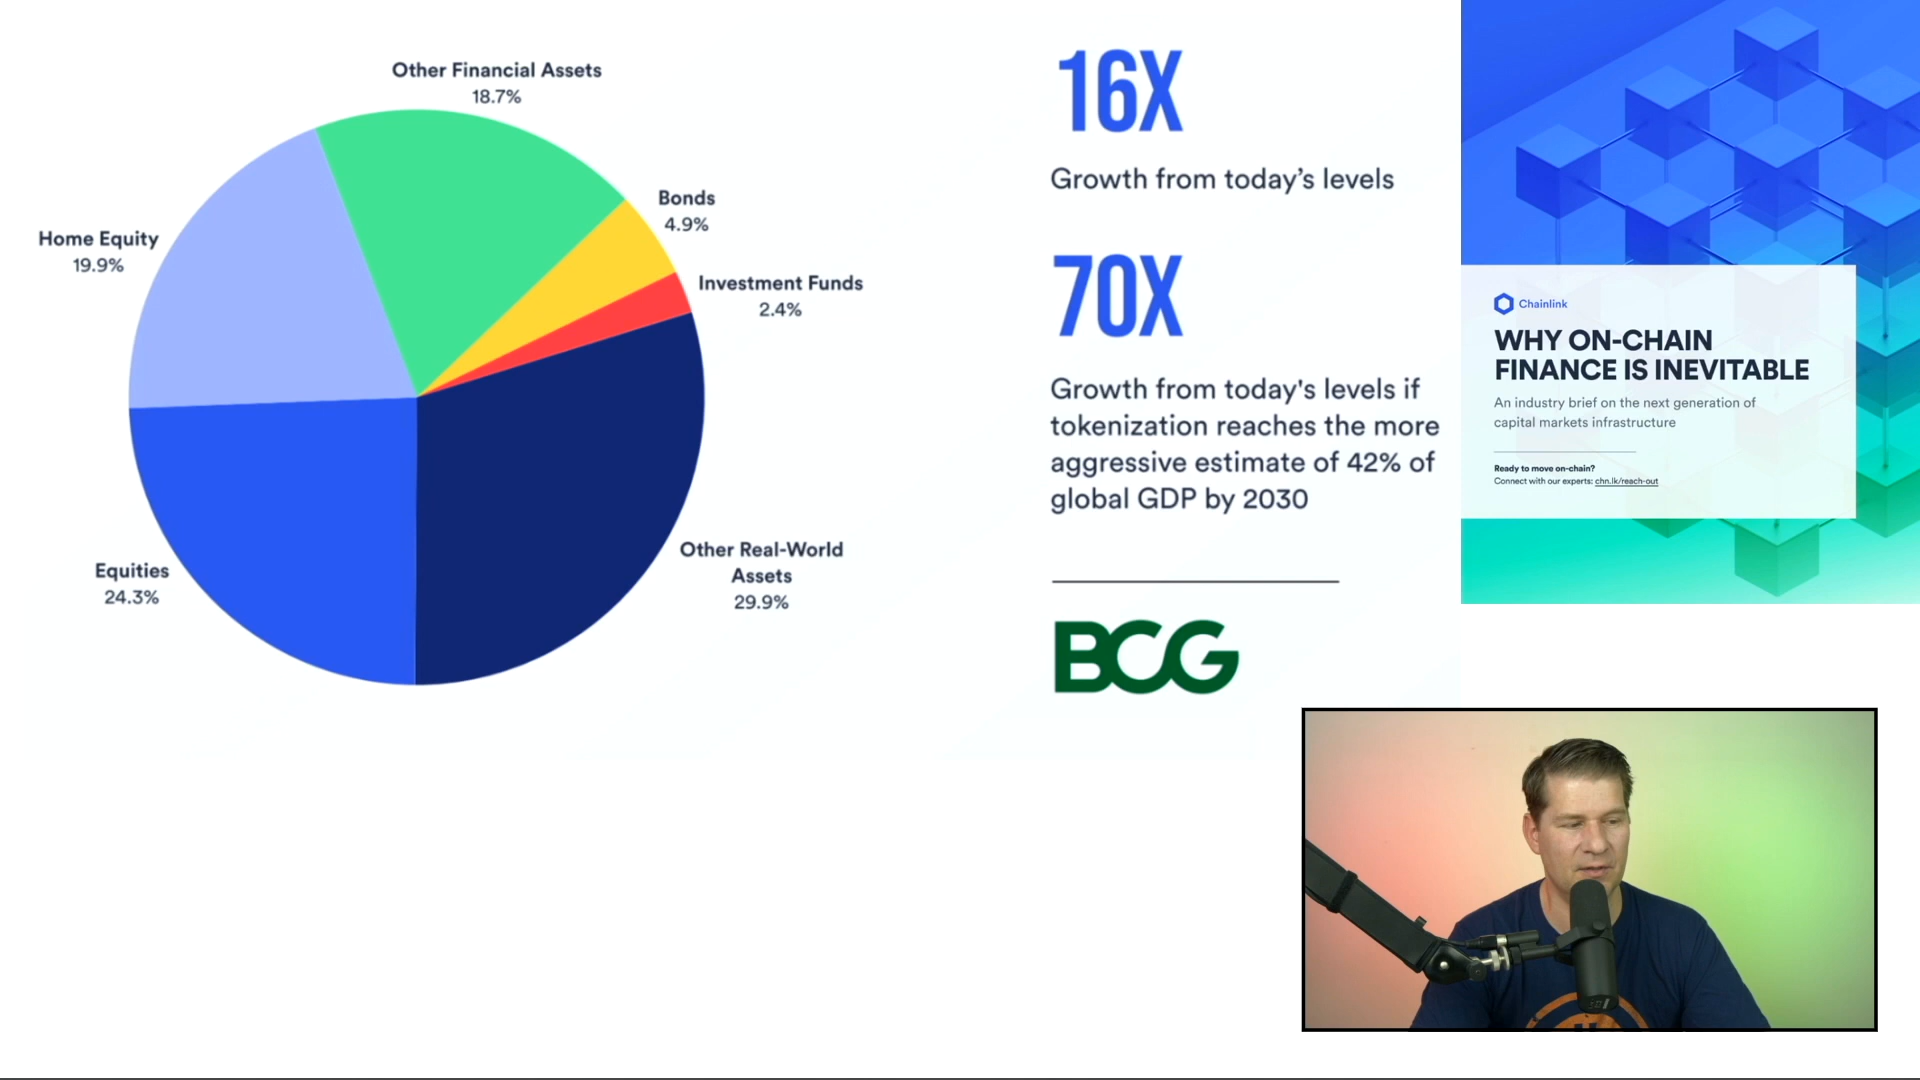 Other Financial Assets
18.7%
Bonds
4.9%
Investment Funds
2.4%
Home Equity
19.9%
Equities
24.3%
Other Real-World
Assets
29.9%
16X
Growth from today’s levels
70X
Growth from today's levels if
tokenization reaches the more
aggressive estimate of 42% of
global GDP by 2030
BCG
Chainlink
WHY ON-CHAIN
FINANCE IS INEVITABLE
An industry brief on the next generation of
capital markets infrastructure
Ready to move on-chain?
Connect with our experts: chn.lk/reach-out